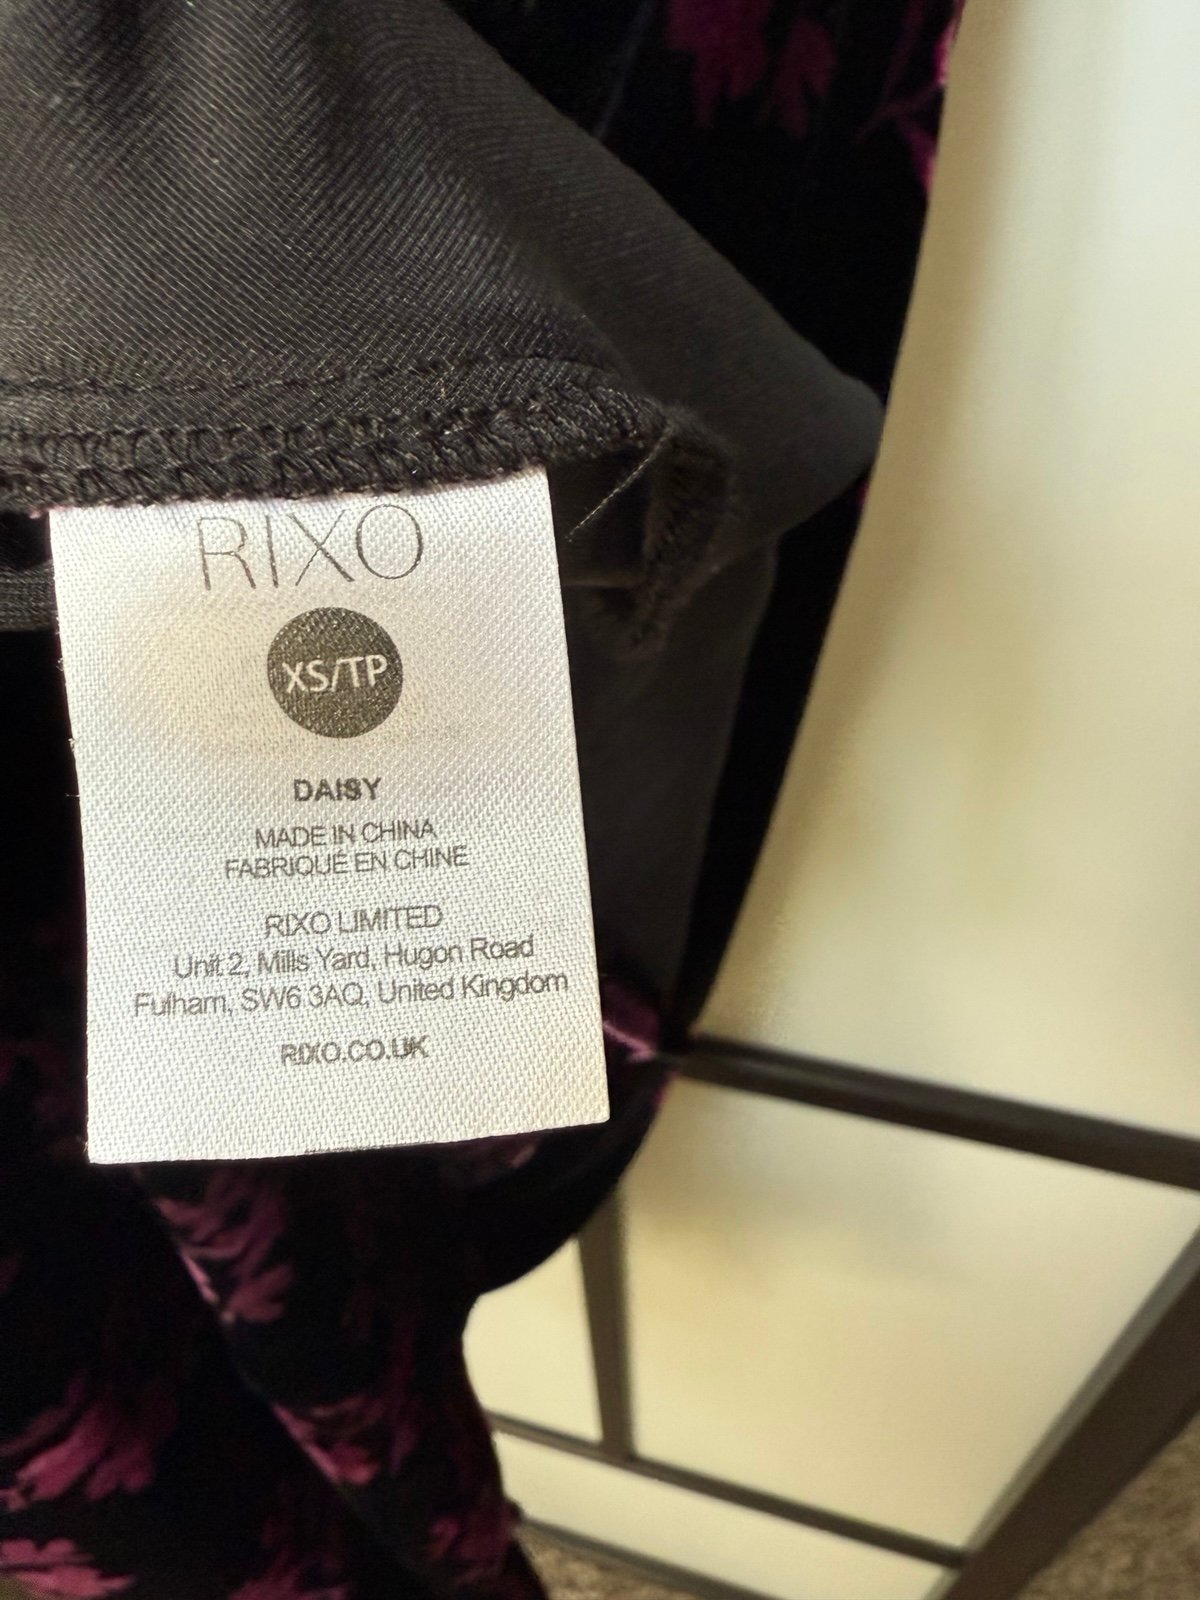 RIXO
XS/TP
DAISY
MADE IN CHINA
FABRIQUÉ EN CHINE
RIXO LIMITED
Unit 2, Mills Yard, Hugon Road
Fulham, SW6 3AQ, United Kingdom
RIXO.CO.UK